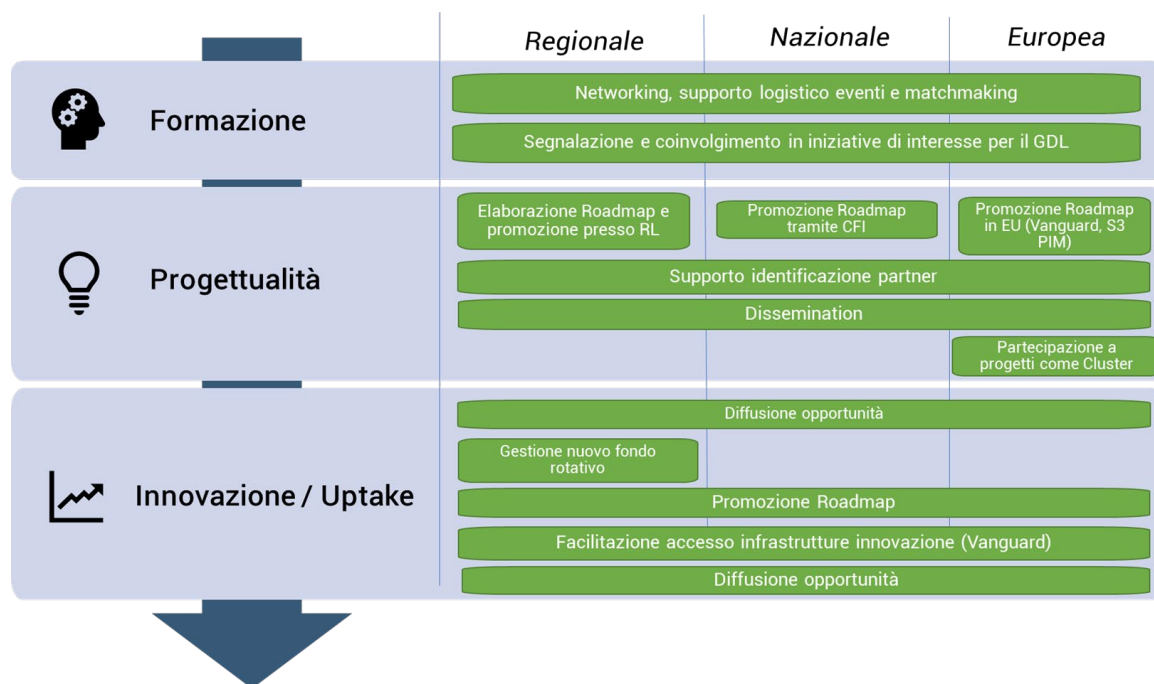 Regionale
Nazionale
Europea
Formazione
Networking, supporto logistico eventi e matchmaking
Segnalazione e coinvolgimento in iniziative di interesse per il GDL
Progettualità
Elaborazione Roadmap e
promozione presso RL
Promozione Roadmap
tramite CFI
Promozione Roadmap
in EU (Vanguard, S3
PIM)
Supporto identificazione partner
Dissemination
Partecipazione a
progetti come Cluster
Innovazione / Uptake
Diffusione opportunità
Gestione nuovo fondo
rotativo
Promozione Roadmap
Facilitazione accesso infrastrutture innovazione (Vanguard)
Diffusione opportunità